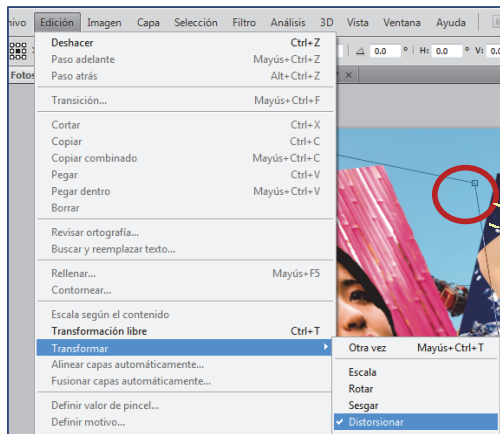 ivo Edición Imagen Capa Selección Filtro Análisis 3D Vista Ventana Ayuda
0.0 ° H: 0.0 ° V: 0.0
Fotos
Deshacer Ctrl+Z
Paso adelante Mayús+Ctrl+Z
Paso atrás Alt+Ctrl+Z
Transición... Mayús+Ctrl+F
Cortar Ctrl+X
Copiar Ctrl+C
Copiar combinado Mayús+Ctrl+C
Pegar Ctrl+V
Pegar dentro Mayús+Ctrl+V
Borrar
Revisar ortografía...
Buscar y reemplazar texto...
Rellenar... Mayús+F5
Contornear...
Escala según el contenido
Transformación libre Ctrl+T
Transformar
Alinear capas automáticamente...
Fusionar capas automáticamente...
Definir valor de pincel...
Definir motivo...
Otra vez Mayús+Ctrl+T
Escala
Rotar
Sesgar
Distorsionar